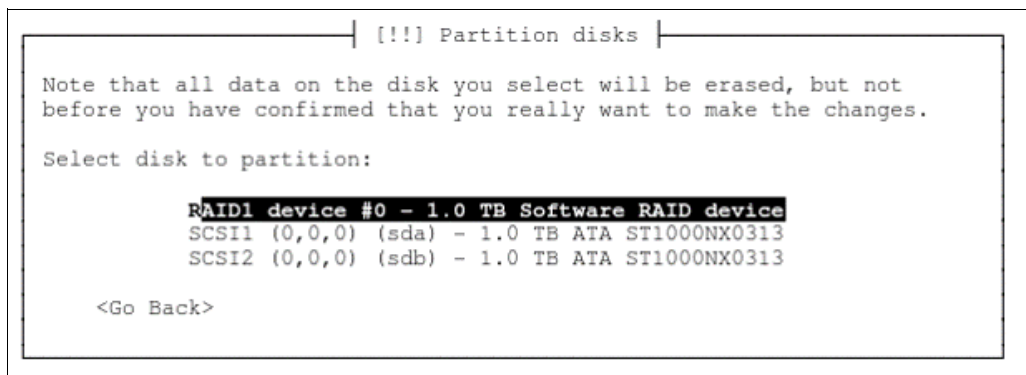 [!!] Partition disks
Note that all data on the disk you select will be erased, but not
before you have confirmed that you really want to make the changes.
Select disk to partition:
RAID1 device #0 - 1.0 TB Software RAID device
SCSI1 (0,0,0) (sda) - 1.0 TB ATA ST1000NX0313
SCSI2 (0,0,0) (sdb) - 1.0 TB ATA ST1000NX0313
<Go Back>